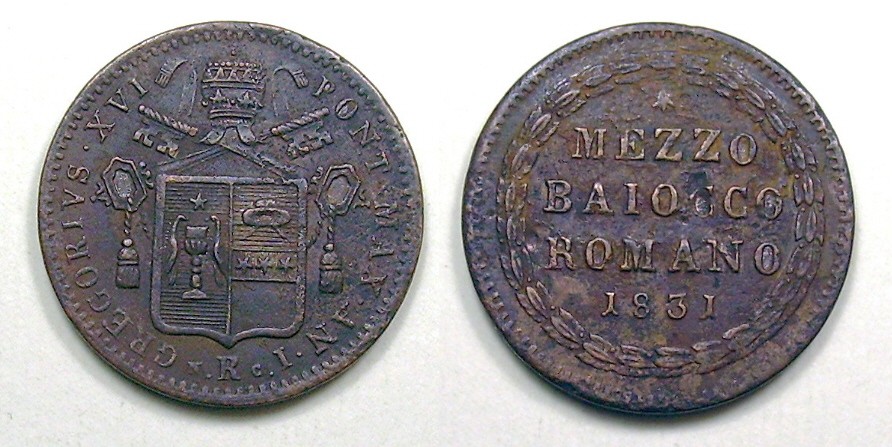 GREGORIVS · XVI PONT · MAX · AN · I ·
R
MEZZO
BAIOCCO
ROMANO
1831